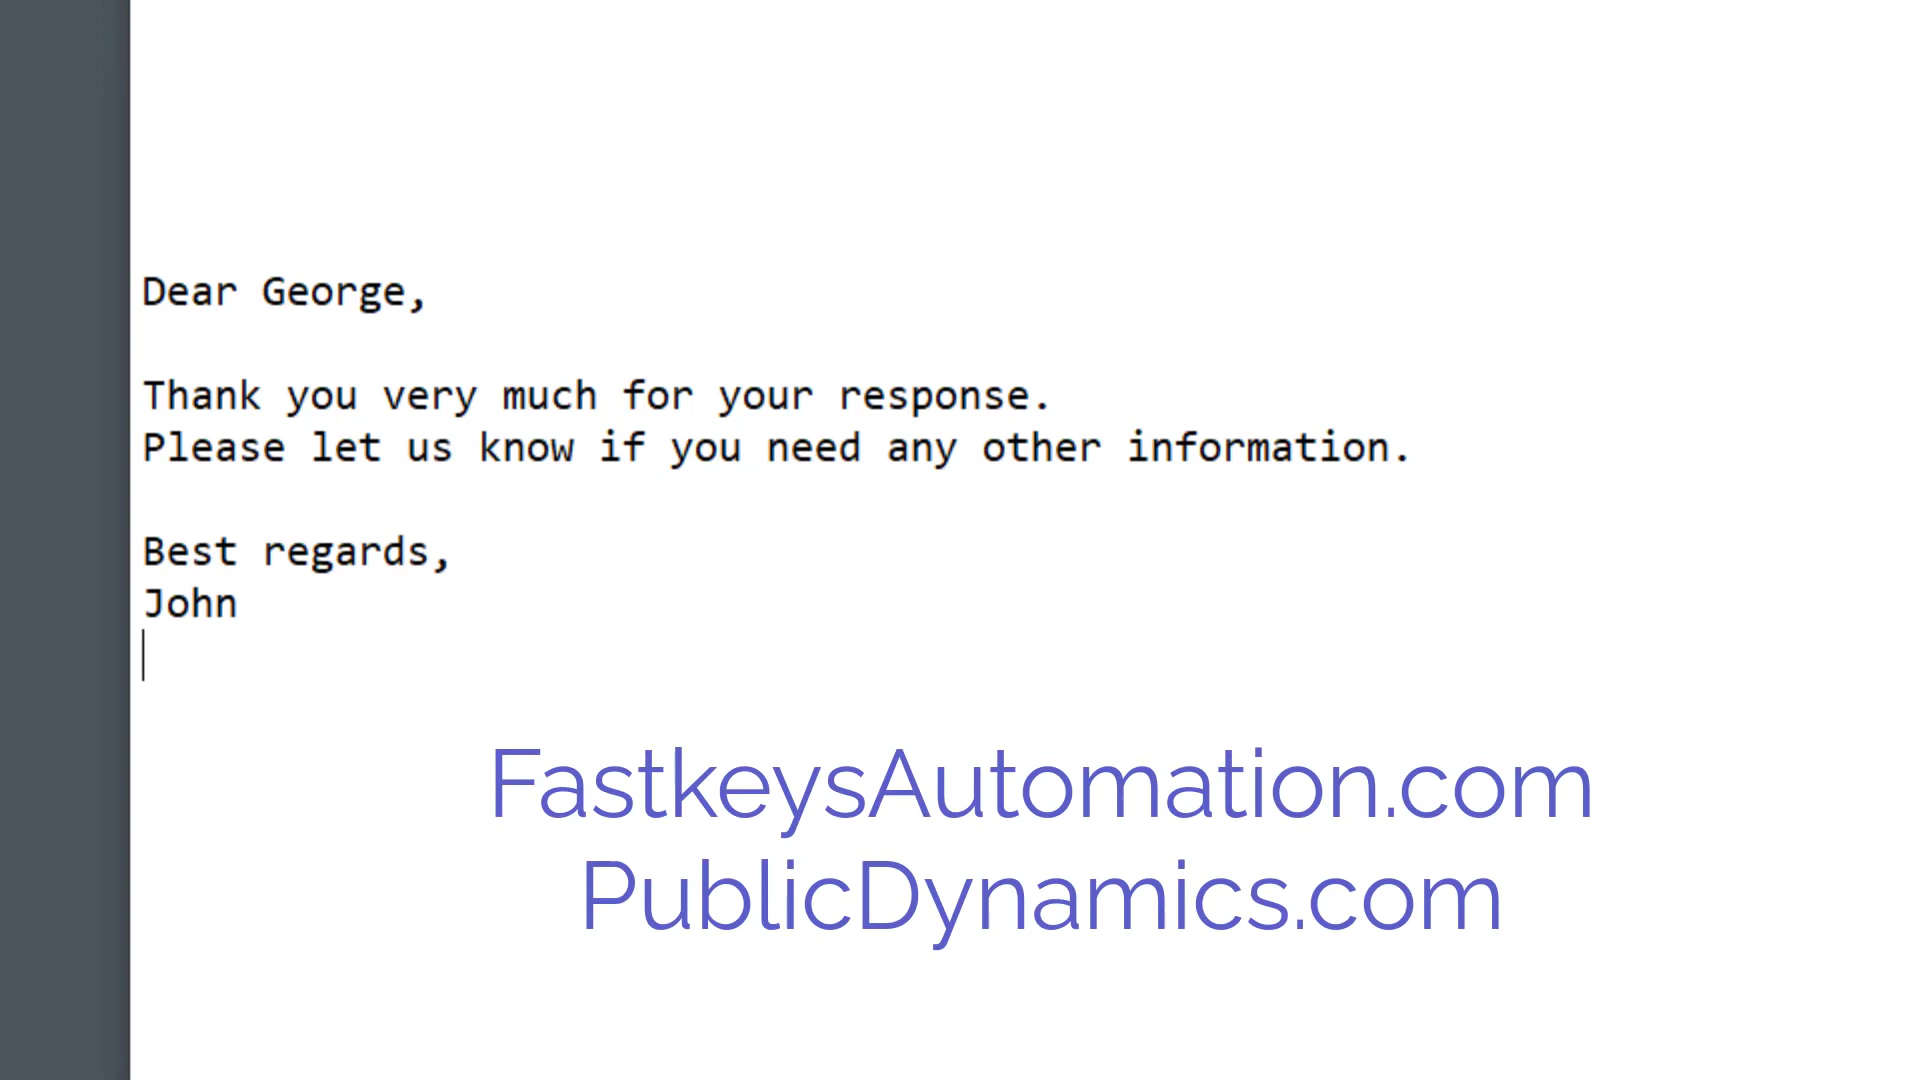 Dear George,
Thank you very much for your response.
Please let us know if you need any other information.
Best regards,
John
FastkeysAutomation.com
PublicDynamics.com